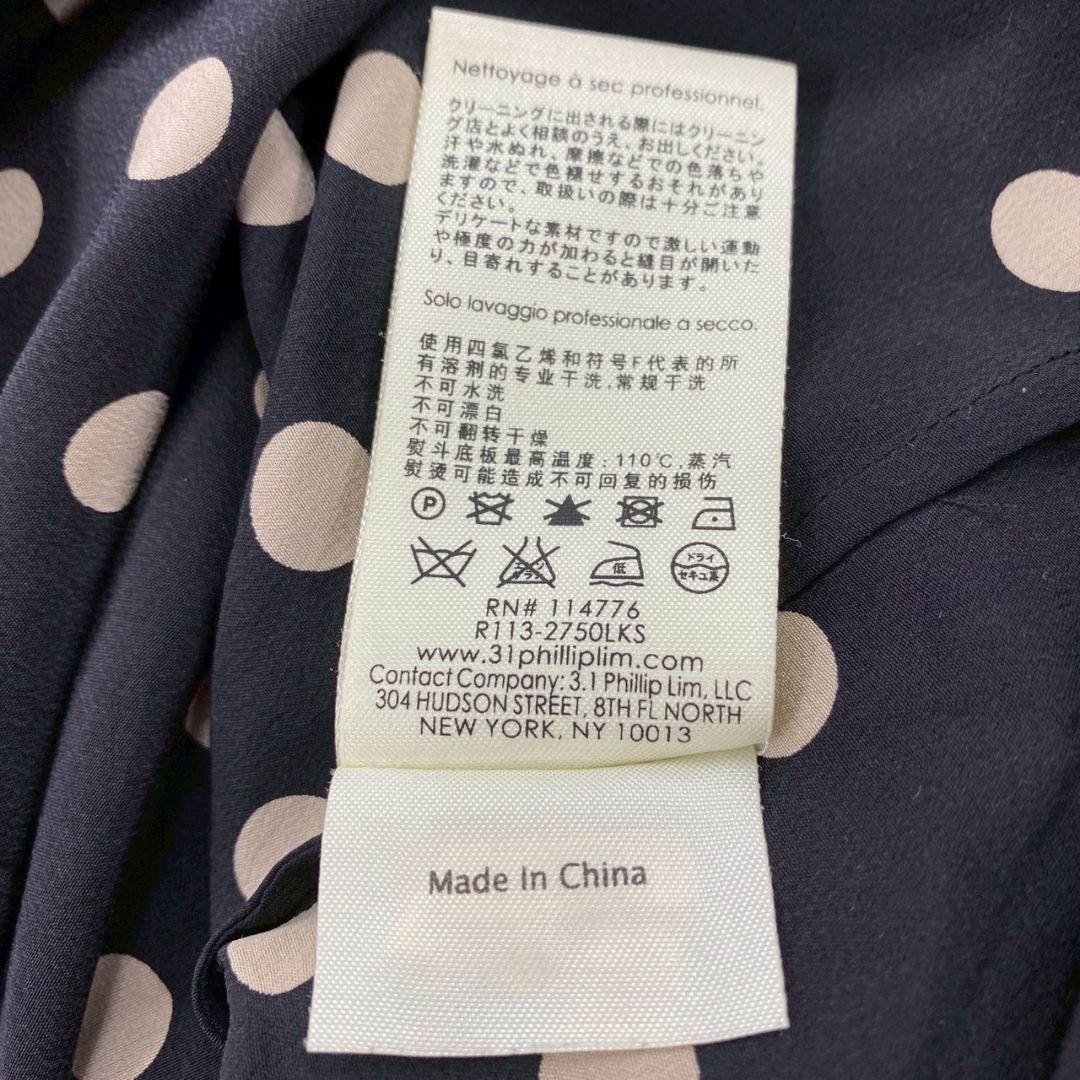 Nettoyage à sec professionnel.
クリーニングに出される際にはクリーニン
グ店とよく相談のうえ、お出しください。
汗や水ぬれ、摩擦などでの色落ちや
洗濯などで色褪せするおそれがあり
ますので、取扱いの際は十分ご注意
ください。
デリケートな素材ですので激しい運動
や極度の力が加わると縫目が開いた
り、目寄れすることがあります。
Solo lavaggio professionale a secco.
使用四氯乙烯和符号F代表的所
有溶剂的专业干洗,常规干洗
不可水洗
不可漂白
不可翻转干燥
熨斗底板最高温度:110℃,蒸汽
熨烫可能造成不可回复的损伤
P
低
ドライ
セキユ系
RN# 114776
R113-2750LKS
www.31philliplim.com
Contact Company: 3.1 Phillip Lim, LLC
304 HUDSON STREET, 8TH FL NORTH
NEW YORK, NY 10013
Made In China